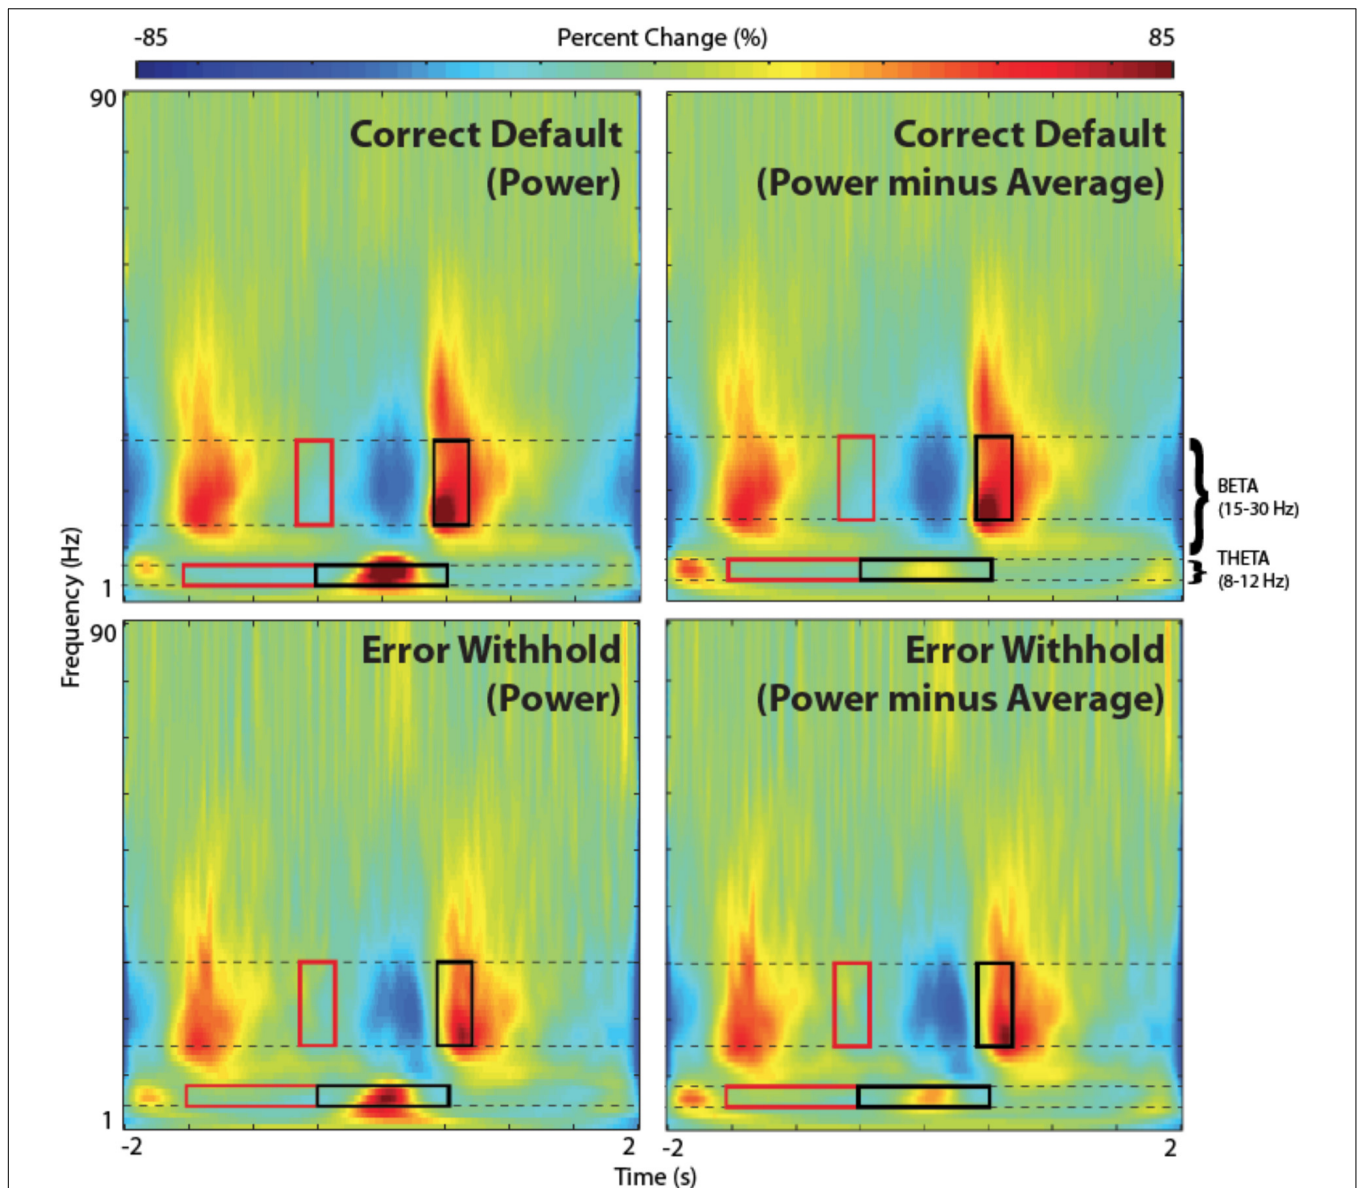 -85 Percent Change (%) 85
90
Correct Default
(Power)
Correct Default
(Power minus Average)
BETA
(15-30 Hz)
THETA
(8-12 Hz)
1
Frequency (Hz)
90
Error Withhold
(Power)
Error Withhold
(Power minus Average)
1
-2 2 -2 2
Time (s)